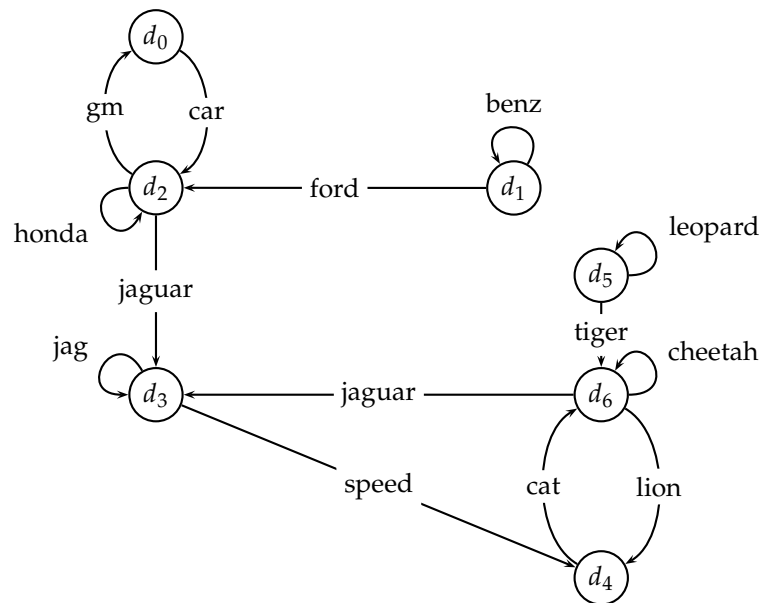 d0
benz
gm
car
d2
ford
d1
honda
leopard
d5
jaguar
tiger
jag
cheetah
d3
jaguar
d6
speed
cat
lion
d4